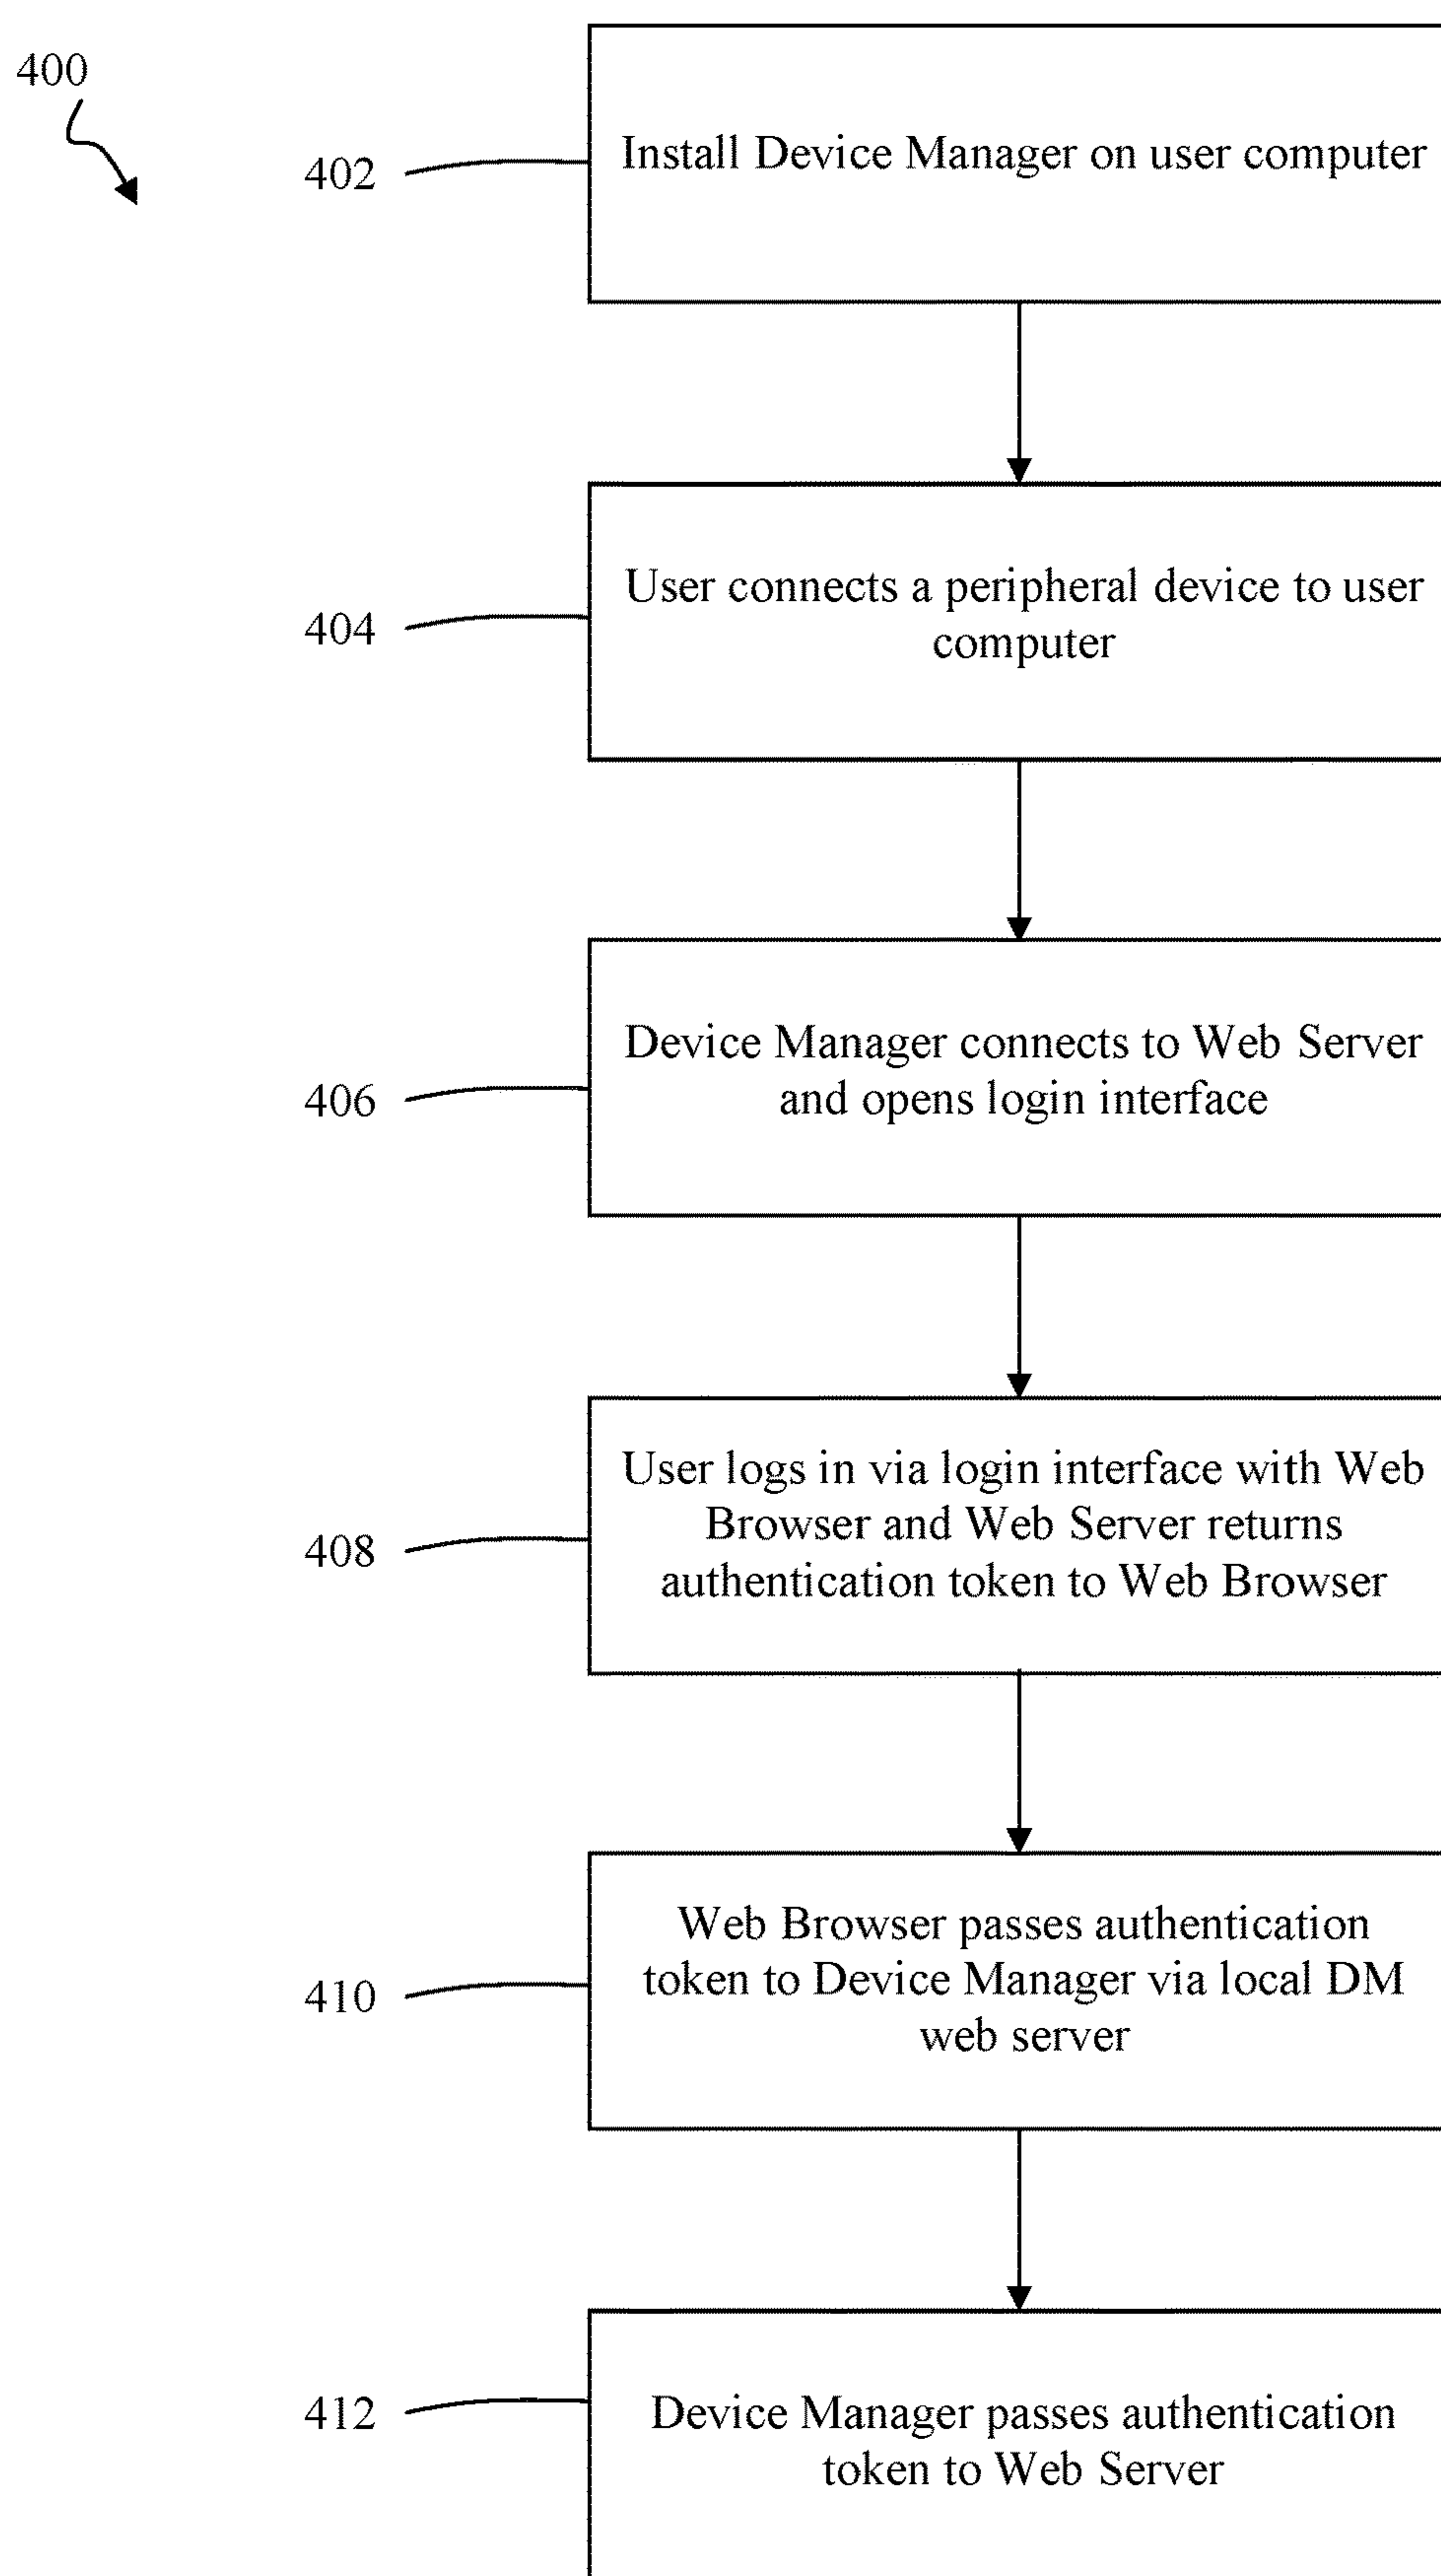 400
402
Install Device Manager on user computer
404
User connects a peripheral device to user
computer
406
Device Manager connects to Web Server
and opens login interface
408
User logs in via login interface with Web
Browser and Web Server returns
authentication token to Web Browser
410
Web Browser passes authentication
token to Device Manager via local DM
web server
412
Device Manager passes authentication
token to Web Server